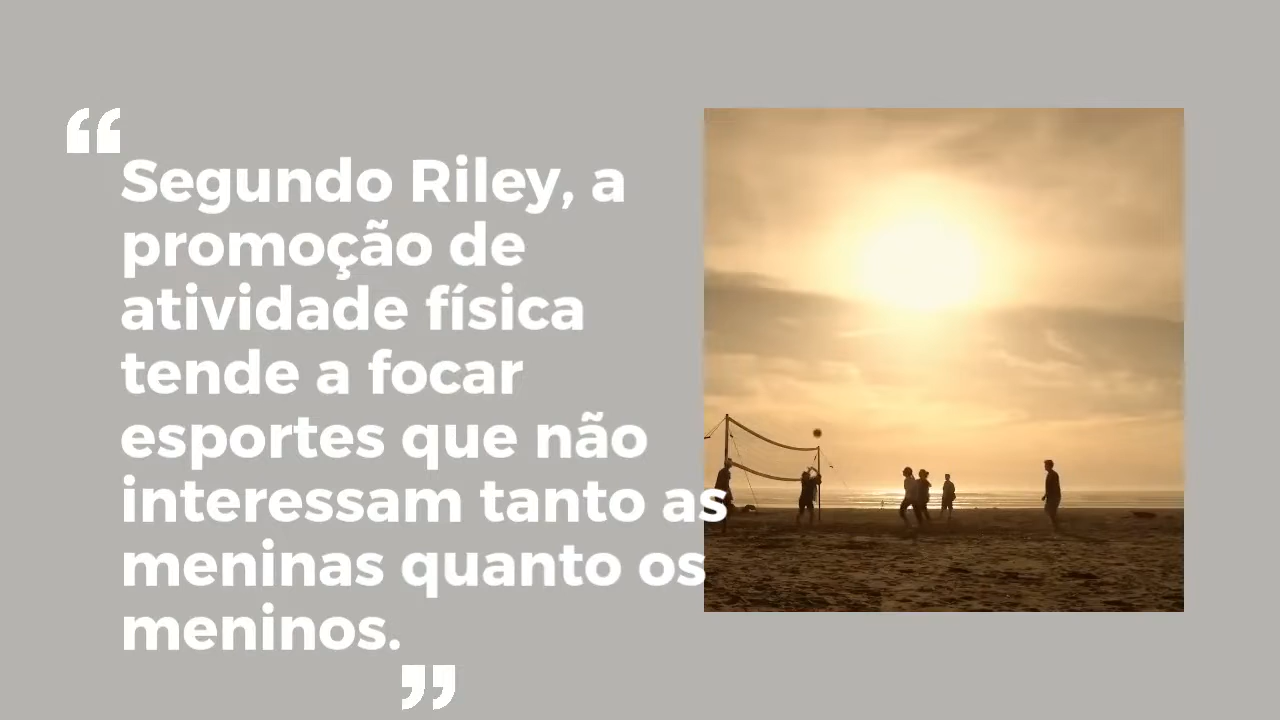 “
Segundo Riley, a
promoção de
atividade física
tende a focar
esportes que não
interessam tanto as
meninas quanto os
meninos.
”